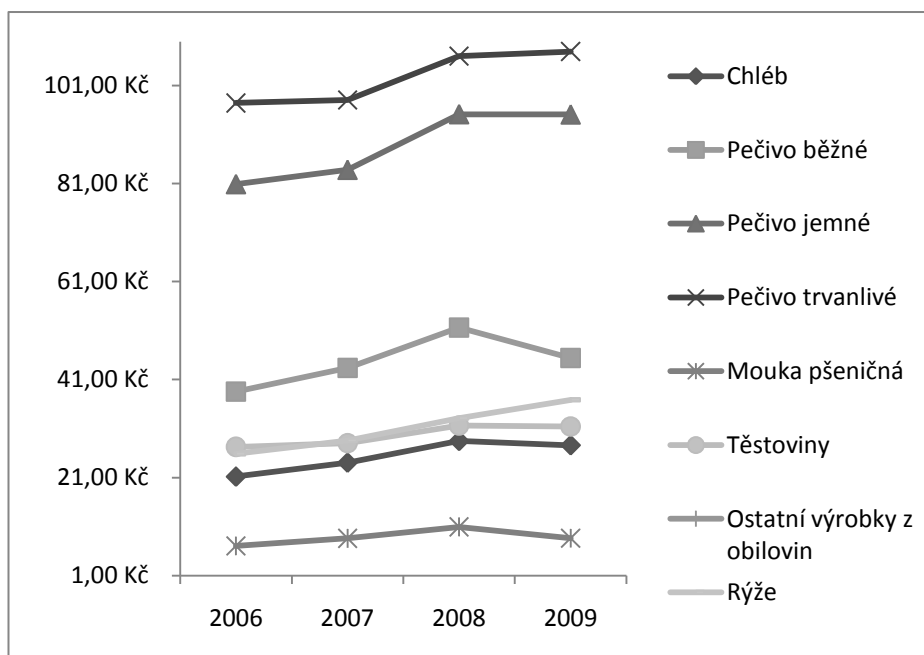 101,00 Kč
81,00 Kč
61,00 Kč
41,00 Kč
21,00 Kč
1,00 Kč
2006 2007 2008 2009
Chléb
Pečivo běžné
Pečivo jemné
Pečivo trvanlivé
Mouka pšeničná
Těstoviny
Ostatní výrobky z
obilovin
Rýže